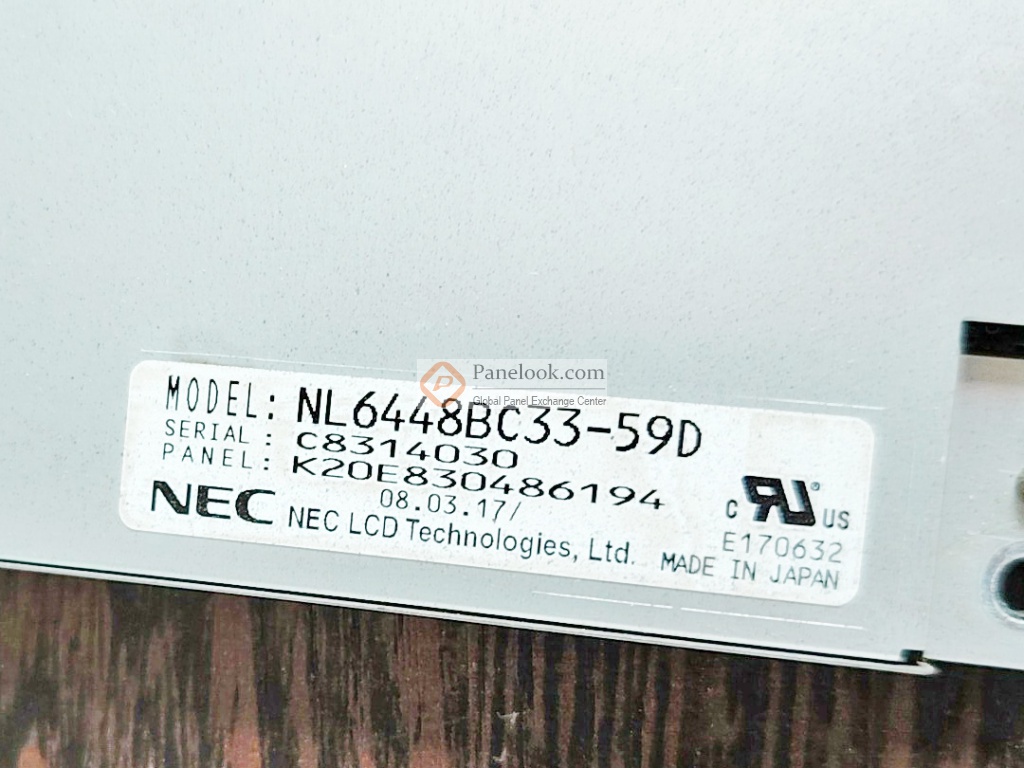 Panelook.com
Global Panel Exchange Center
MODEL: NL6448BC33-59D
SERIAL: C8314030
PANEL: K20E830486194
08.03.17/
NEC NEC LCD Technologies, Ltd.
c RU ® US
E170632
MADE IN JAPAN